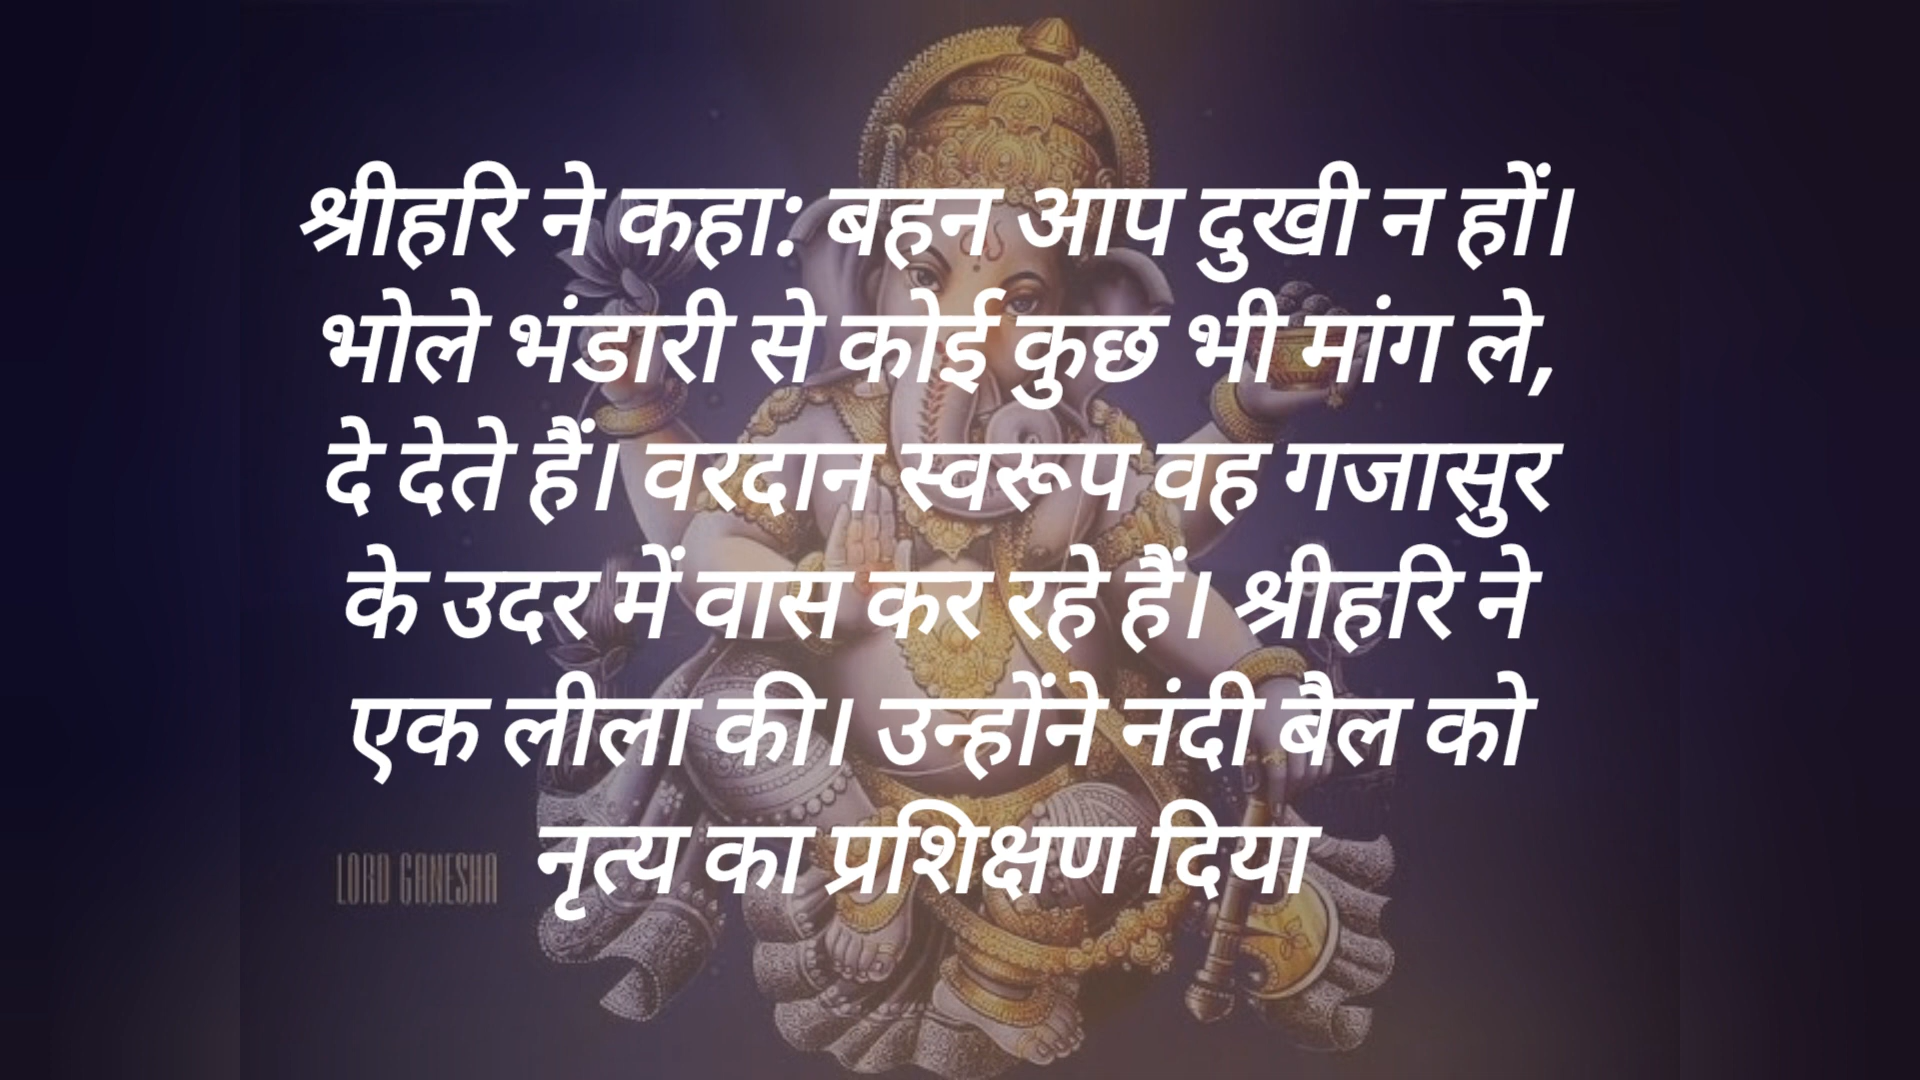 श्रीहरि ने कहा: बहन आप दुखी न हों।
भोले भंडारी से कोई कुछ भी मांग ले,
दे देते हैं। वरदान स्वरूप वह गजासुर
के उदर में वास कर रहे हैं। श्रीहरि ने
एक लीला की। उन्होंने नंदी बैल को
नृत्य का प्रशिक्षण दिया
LORD GANESHA